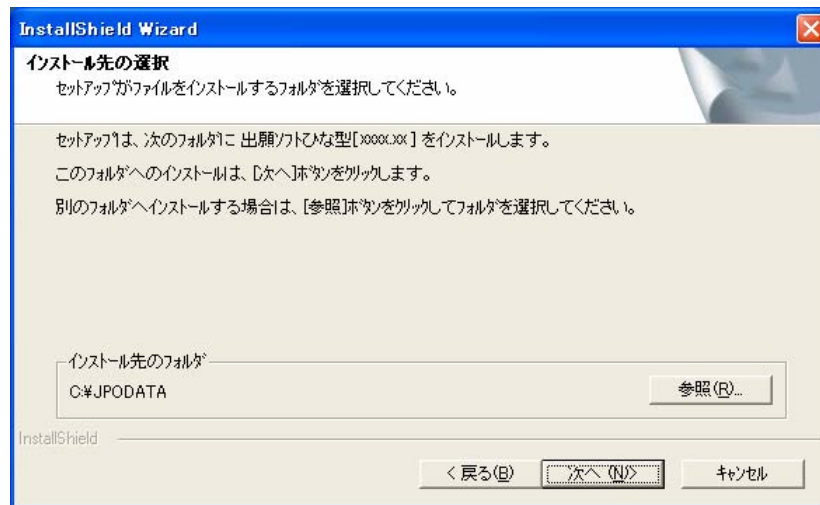 InstallShield Wizard
インストール先の選択
セットアップがファイルをインストールするフォルダを選択してください。
セットアップは、次のフォルダに 出願ソフトひな型[xxxx.xx] をインストールします。
このフォルダへのインストールは、[次へ]ボタンをクリックします。
別のフォルダへインストールする場合は、[参照]ボタンをクリックしてフォルダを選択してください。
インストール先のフォルダ
C:¥JPODATA
参照(R)...
InstallShield
< 戻る(B)
次へ (N)>
キャンセル